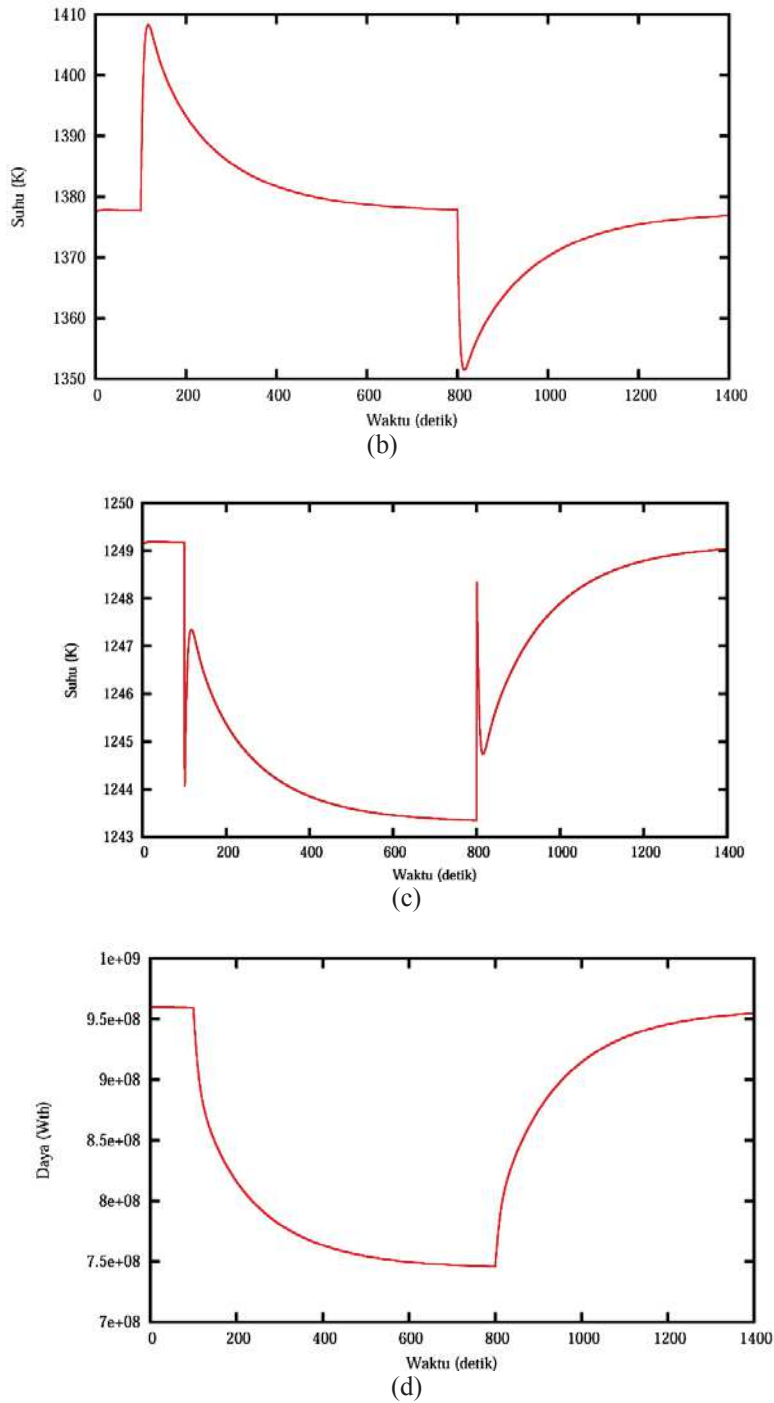 1410
1400
1390
1380
1370
1360
1350
Suhu (K)
0 200 400 600 800 1000 1200 1400
Waktu (detik)
(b)
1250
1249
1248
1247
1246
1245
1244
1243
Suhu (K)
0 200 400 600 800 1000 1200 1400
Waktu (detik)
(c)
1e+09
9.5e+08
9e+08
8.5e+08
8e+08
7.5e+08
7e+08
Daya (Wth)
0 200 400 600 800 1000 1200 1400
Waktu (detik)
(d)